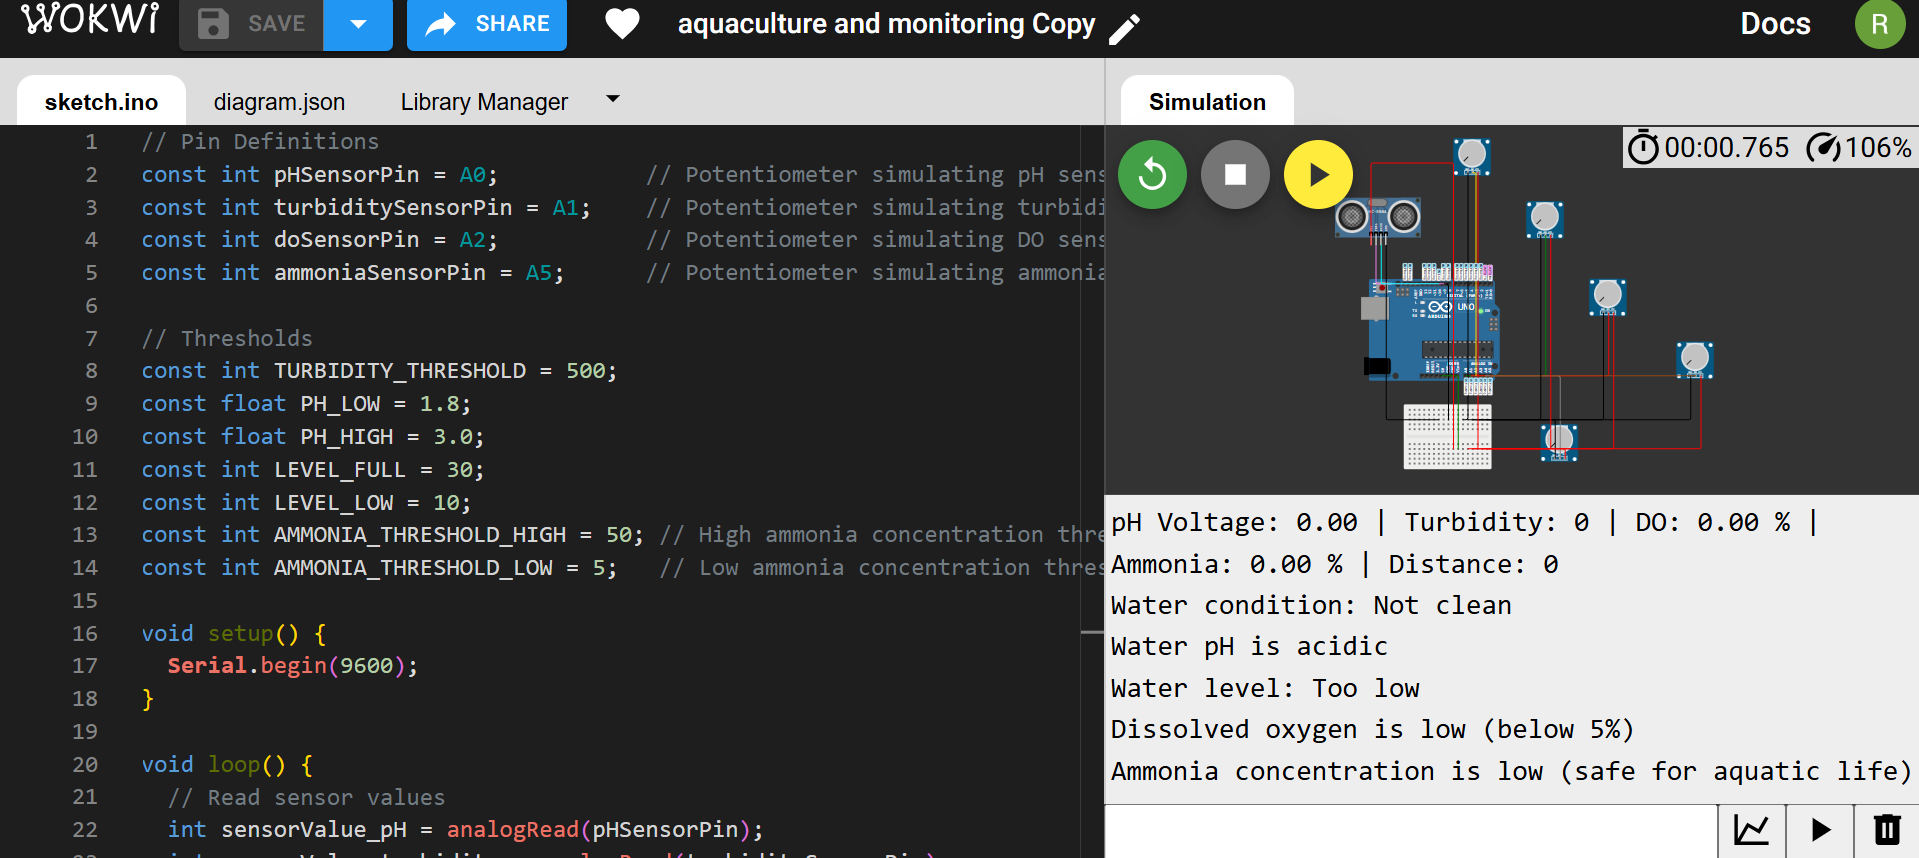 WOKWI
SAVE
SHARE
aquaculture and monitoring Copy
Docs
R
sketch.ino
diagram.json
Library Manager
Simulation
1 // Pin Definitions
2 const int pHSensorPin = A0; // Potentiometer simulating pH sens
3 const int turbiditySensorPin = A1; // Potentiometer simulating turbidi
4 const int doSensorPin = A2; // Potentiometer simulating DO sens
5 const int ammoniaSensorPin = A5; // Potentiometer simulating ammonia
6
7 // Thresholds
8 const int TURBIDITY_THRESHOLD = 500;
9 const float PH_LOW = 1.8;
10 const float PH_HIGH = 3.0;
11 const int LEVEL_FULL = 30;
12 const int LEVEL_LOW = 10;
13 const int AMMONIA_THRESHOLD_HIGH = 50; // High ammonia concentration thre
14 const int AMMONIA_THRESHOLD_LOW = 5; // Low ammonia concentration thres
15
16 void setup() {
17 Serial.begin(9600);
18 }
19
20 void loop() {
21 // Read sensor values
22 int sensorValue_pH = analogRead(pHSensorPin);
00:00.765
106%
UNO
ARDUINO
pH Voltage: 0.00 | Turbidity: 0 | DO: 0.00 % |
Ammonia: 0.00 % | Distance: 0
Water condition: Not clean
Water pH is acidic
Water level: Too low
Dissolved oxygen is low (below 5%)
Ammonia concentration is low (safe for aquatic life)